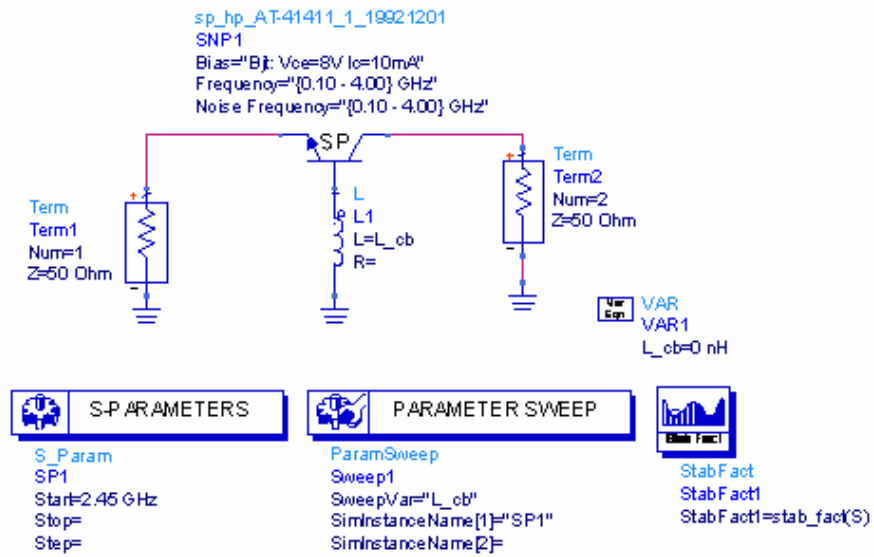 sp_hp_AT-41411_1_19921201
SNP1
Bias="Bjt: Vce=8V Ic=10mA"
Frequency="{0.10 - 4.00} GHz"
Noise Frequency="{0.10 - 4.00} GHz"
SP
Term
Term1
Num=1
Z=50 Ohm
L
L1
L=L_cb
R=
Term
Term2
Num=2
Z=50 Ohm
Var
Eqn
VAR
VAR1
L_cb=0 nH
S-PARAMETERS
S_Param
SP1
Start=2.45 GHz
Stop=
Step=
PARAMETER SWEEP
ParamSweep
Sweep1
SweepVar="L_cb"
SimInstanceName[1]="SP1"
SimInstanceName[2]=
StabFact
StabFact
StabFact1
StabFact1=stab_fact(S)